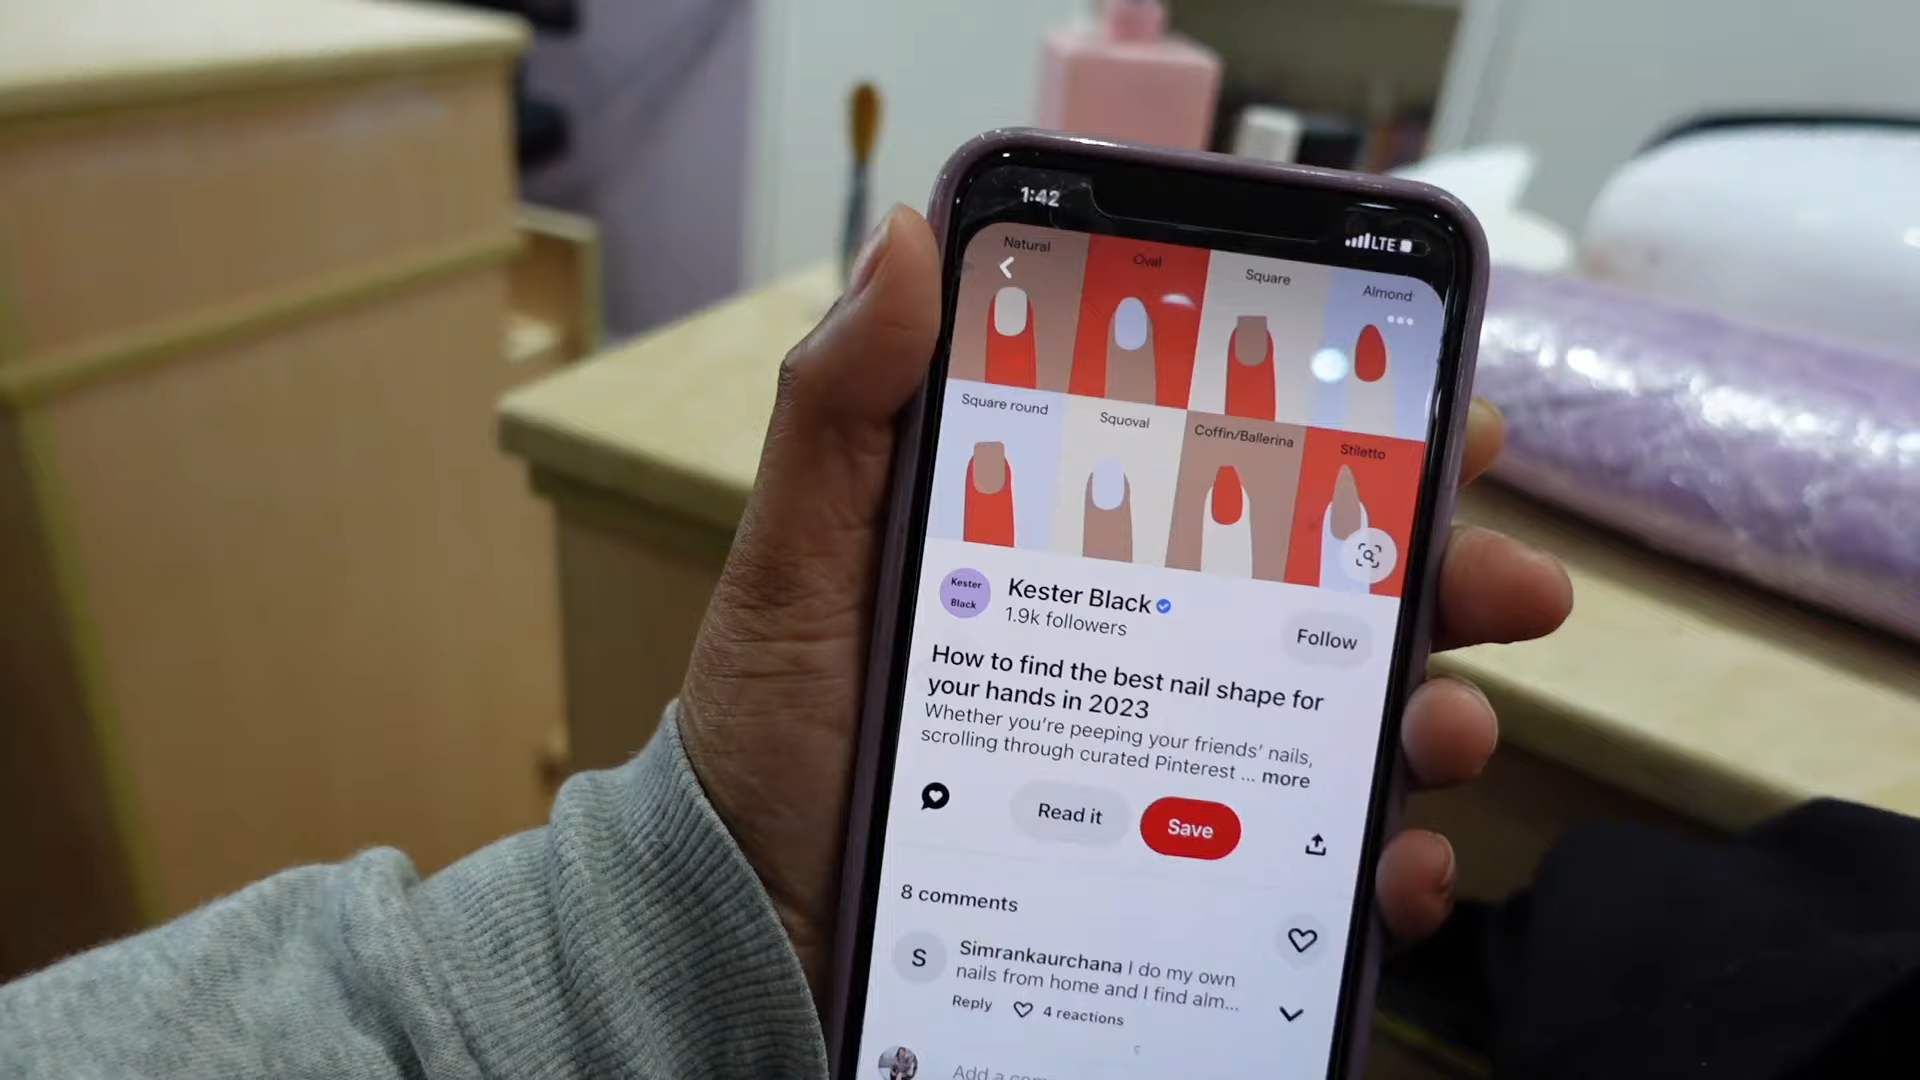 1:42
LTE
Natural
Oval
Square
Almond
Square round
Squoval
Coffin/Ballerina
Stiletto
Kester
Black
Kester Black
1.9k followers
Follow
How to find the best nail shape for
your hands in 2023
Whether you’re peeping your friends’ nails,
scrolling through curated Pinterest ... more
Read it
Save
8 comments
S
Simrankaurchana I do my own
nails from home and I find alm...
Reply
4 reactions
Add a com